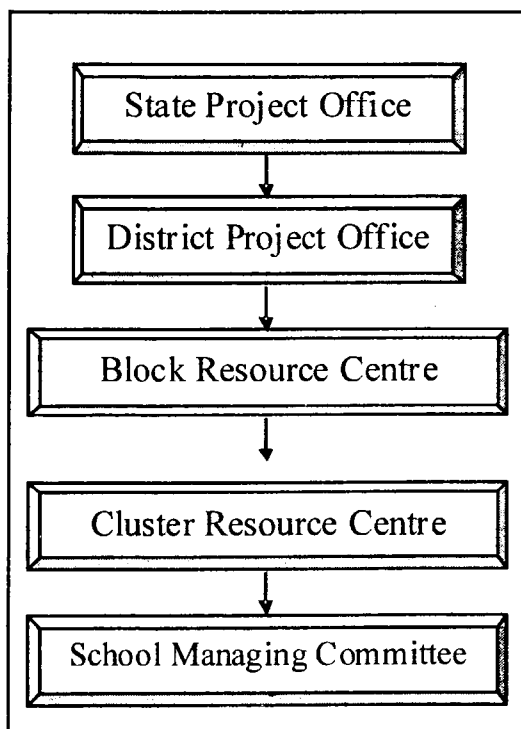 State Project Office
District Project Office
Block Resource Centre
Cluster Resource Centre
School Managing Committee